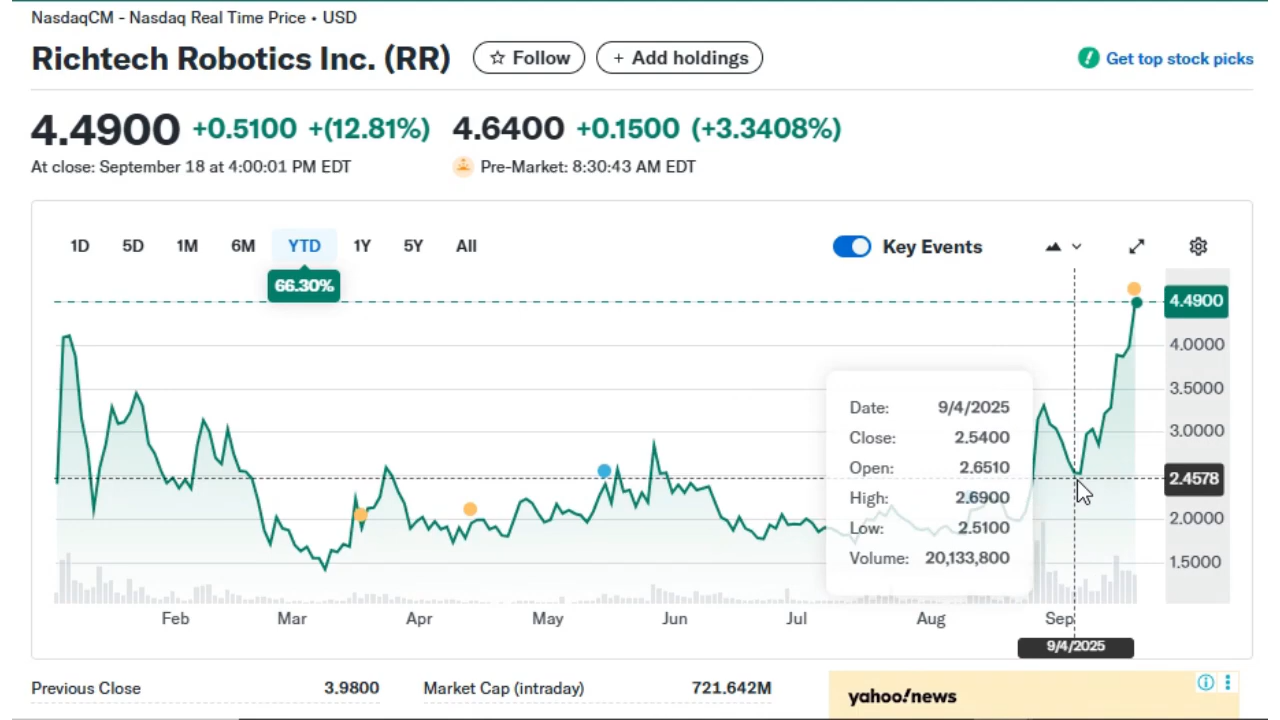 NasdaqCM - Nasdaq Real Time Price • USD
Richtech Robotics Inc. (RR)
Follow
+ Add holdings
Get top stock picks
4.4900 +0.5100 +(12.81%) 4.6400 +0.1500 (+3.3408%)
At close: September 18 at 4:00:01 PM EDT
Pre-Market: 8:30:43 AM EDT
1D 5D 1M 6M YTD 1Y 5Y All
Key Events
66.30%
4.4900
4.0000
3.5000
3.0000
2.4578
2.0000
1.5000
Date: 9/4/2025
Close: 2.5400
Open: 2.6510
High: 2.6900
Low: 2.5100
Volume: 20,133,800
Feb Mar Apr May Jun Jul Aug Sep
9/4/2025
Previous Close 3.9800
Market Cap (intraday) 721.642M
yahoo!news